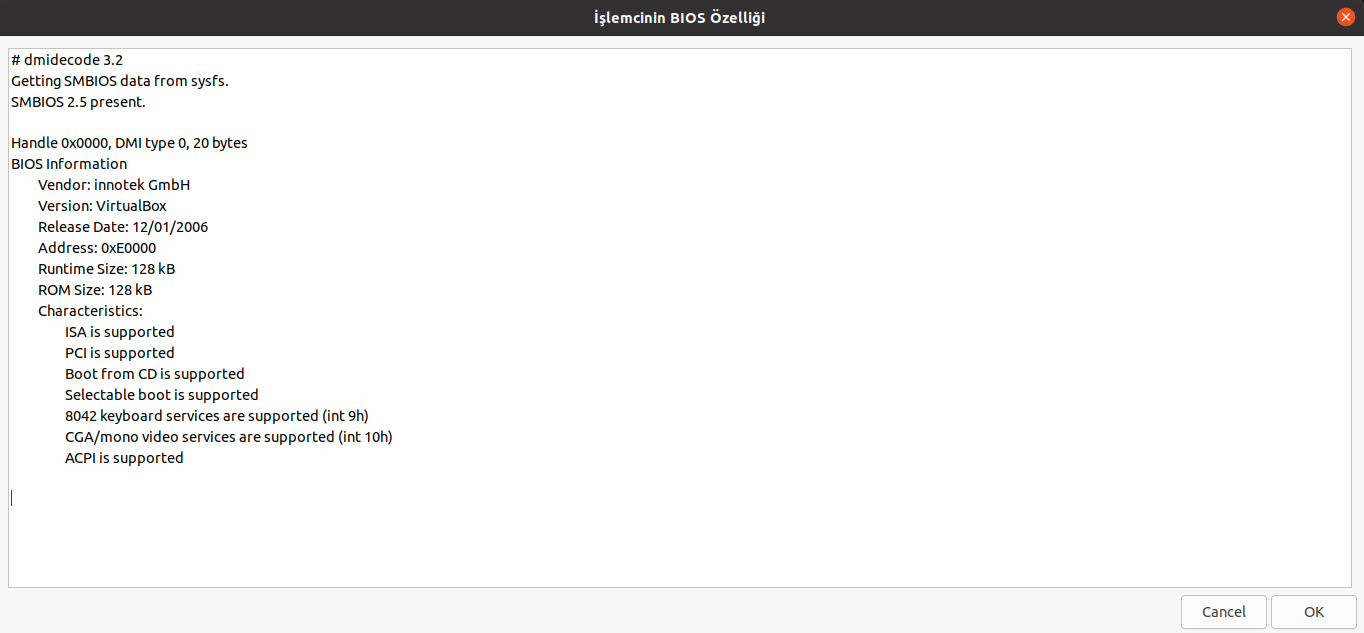 İşlemcinin BIOS Özelliği
# dmidecode 3.2
Getting SMBIOS data from sysfs.
SMBIOS 2.5 present.
Handle 0x0000, DMI type 0, 20 bytes
BIOS Information
Vendor: innotek GmbH
Version: VirtualBox
Release Date: 12/01/2006
Address: 0xE0000
Runtime Size: 128 kB
ROM Size: 128 kB
Characteristics:
ISA is supported
PCI is supported
Boot from CD is supported
Selectable boot is supported
8042 keyboard services are supported (int 9h)
CGA/mono video services are supported (int 10h)
ACPI is supported
Cancel OK